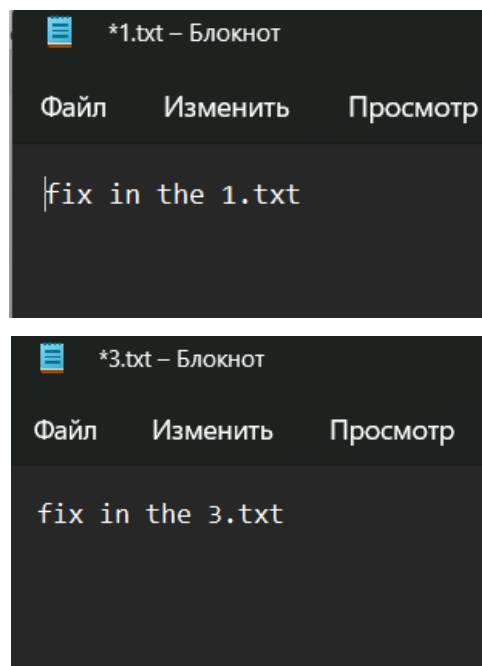 *1.txt – Блокнот
Файл Изменить Просмотр
fix in the 1.txt
*3.txt – Блокнот
Файл Изменить Просмотр
fix in the 3.txt